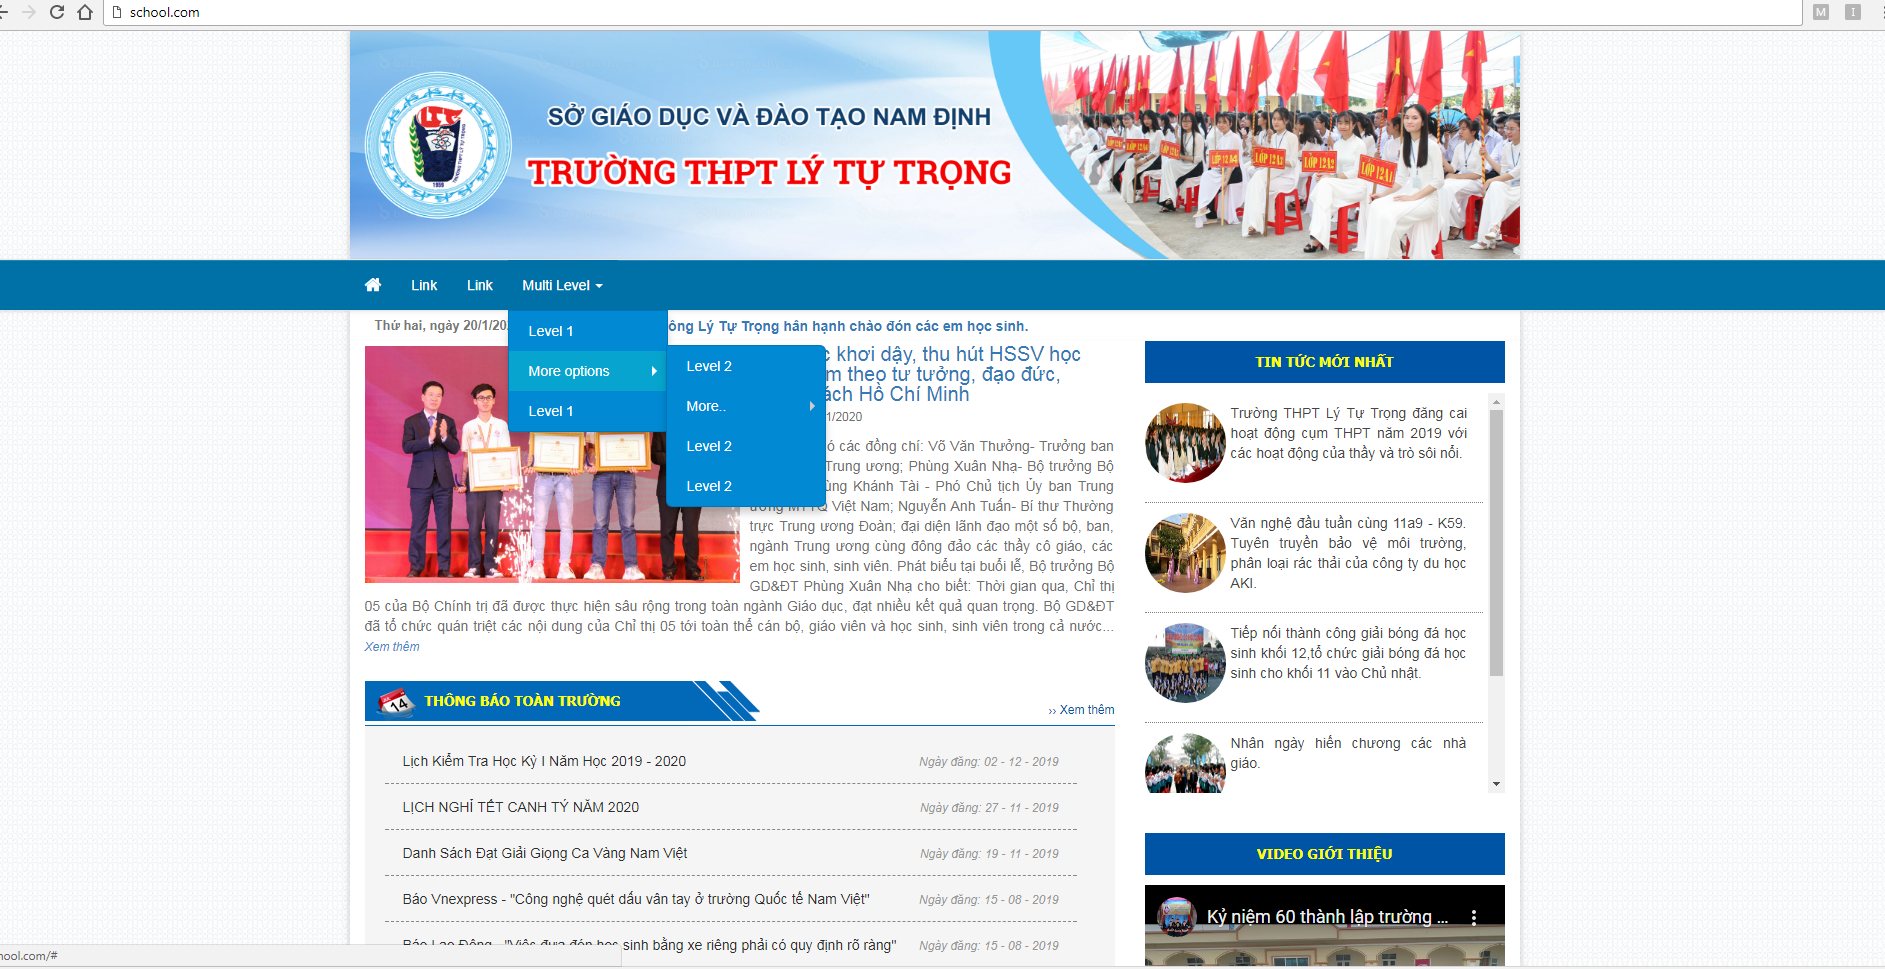 school.com
SỞ GIÁO DỤC VÀ ĐÀO TẠO NAM ĐỊNH
TRƯỜNG THPT LÝ TỰ TRỌNG
TRƯỜNG THPT LÝ TỰ TRỌNG
1959
LỚP 12A4
LỚP 12A3
LỚP 12A2
LỚP 12A1
Link
Link
Multi Level
Level 1
More options
Level 1
Level 2
More..
Level 2
Level 2
Thứ hai, ngày 20/1/20
ông Lý Tự Trọng hân hạnh chào đón các em học sinh.
khơi dậy, thu hút HSSV học
m theo tư tưởng, đạo đức,
ách Hồ Chí Minh
1/2020
ó các đồng chí: Võ Văn Thưởng- Trưởng ban
Trung ương; Phùng Xuân Nhạ- Bộ trưởng Bộ
ùng Khánh Tài - Phó Chủ tịch Ủy ban Trung
ương MTTQ Việt Nam; Nguyễn Anh Tuấn- Bí thư Thường
trực Trung ương Đoàn; đại diện lãnh đạo một số bộ, ban,
ngành Trung ương cùng đông đảo các thầy cô giáo, các
em học sinh, sinh viên. Phát biểu tại buổi lễ, Bộ trưởng Bộ
GD&ĐT Phùng Xuân Nhạ cho biết: Thời gian qua, Chỉ thị
05 của Bộ Chính trị đã được thực hiện sâu rộng trong toàn ngành Giáo dục, đạt nhiều kết quả quan trọng. Bộ GD&ĐT
đã tổ chức quán triệt các nội dung của Chỉ thị 05 tới toàn thể cán bộ, giáo viên và học sinh, sinh viên trong cả nước...
Xem thêm
THÔNG BÁO TOÀN TRƯỜNG
14
›› Xem thêm
Lịch Kiểm Tra Học Kỳ I Năm Học 2019 - 2020
Ngày đăng: 02 - 12 - 2019
LỊCH NGHỈ TẾT CANH TÝ NĂM 2020
Ngày đăng: 27 - 11 - 2019
Danh Sách Đạt Giải Giọng Ca Vàng Nam Việt
Ngày đăng: 19 - 11 - 2019
Báo Vnexpress - "Công nghệ quét dấu vân tay ở trường Quốc tế Nam Việt"
Ngày đăng: 15 - 08 - 2019
Báo Lao Động - "Việc đưa đón học sinh bằng xe riêng phải có quy định rõ ràng"
Ngày đăng: 15 - 08 - 2019
TIN TỨC MỚI NHẤT
Trường THPT Lý Tự Trọng đăng cai
hoạt động cụm THPT năm 2019 với
các hoạt động của thầy và trò sôi nổi.
Văn nghệ đầu tuần cùng 11a9 - K59.
Tuyên truyền bảo vệ môi trường,
phân loại rác thải của công ty du học
AKI.
Tiếp nối thành công giải bóng đá học
sinh khối 12,tổ chức giải bóng đá học
sinh cho khối 11 vào Chủ nhật.
Nhân ngày hiến chương các nhà
giáo.
VIDEO GIỚI THIỆU
Kỷ niệm 60 thành lập trường ...
hool.com/#